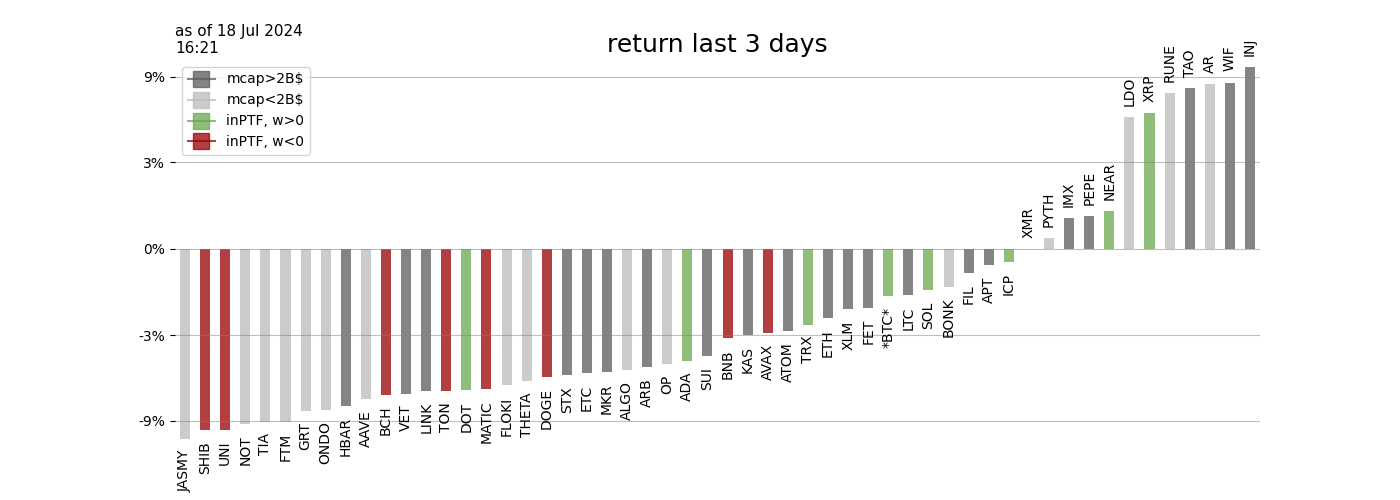 as of 18 Jul 2024
16:21
return last 3 days
mcap>2B$
mcap<2B$
inPTF, w>0
inPTF, w<0
9%
3%
0%
-3%
-9%
JASMY
SHIB
UNI
NOT
TIA
FTM
GRT
ONDO
HBAR
AAVE
BCH
VET
LINK
TON
DOT
MATIC
FLOKI
THETA
DOGE
STX
ETC
MKR
ALGO
ARB
OP
ADA
SUI
BNB
KAS
AVAX
ATOM
TRX
ETH
XLM
FET
*BTC*
LTC
SOL
BONK
FIL
APT
ICP
XMR
PYTH
IMX
PEPE
NEAR
LDO
XRP
RUNE
TAO
AR
WIF
INJ